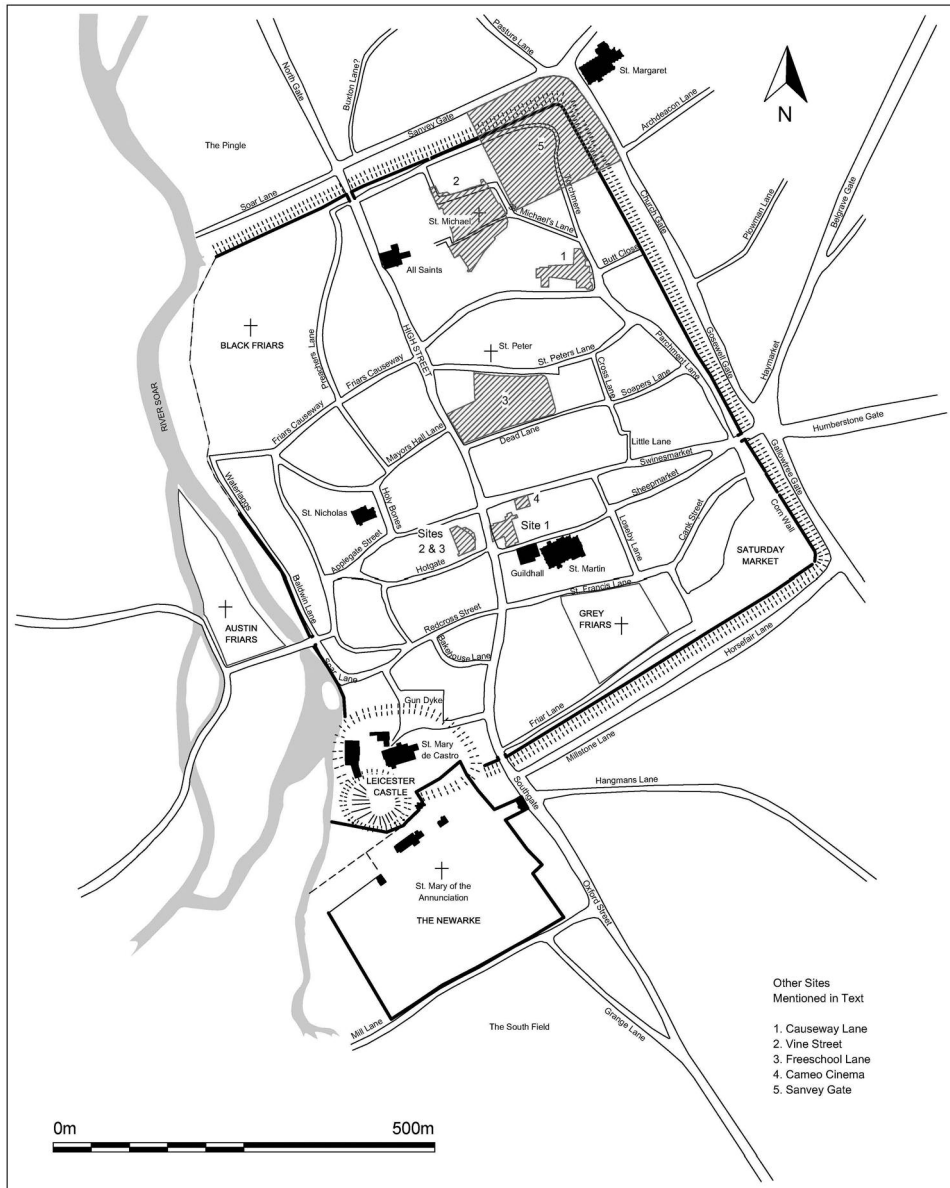 Pasture Lane
North Gate
Buxton Lane?
St. Margaret
Sanvey Gate
Archdeacon Lane
N
The Pingle
Soar Lane
5
2
Torchmere
St. Michael
St Michael's Lane
Church Gate
Plowman Lane
Belgrave Gate
1
Butt Close
All Saints
BLACK FRIARS
Preachers Lane
HIGH STREET
St. Peter
St. Peters Lane
Parchment Lane
Gosewell Gate
Haymarket
RIVER SOAR
Friars Causeway
Friars Causeway
3
Cross Lane
Soapers Lane
Mayors Hall Lane
Dead Lane
Little Lane
Humberstone Gate
Swinesmarket
Gallowtree Gate
Waterlaggs
Holy Bones
Sheepmarket
4
St. Nicholas
Applegate Street
Sites
2 & 3
Site 1
Loseby Lane
Cank Street
Corn Wall
Holgate
Guildhall
St. Martin
SATURDAY
MARKET
Baldwin Lane
St. Francis Lane
AUSTIN
FRIARS
Redcross Street
GREY
FRIARS
Bakehouse Lane
Horsefair Lane
Soar Lane
Gun Dyke
Friar Lane
Millstone Lane
St. Mary
de Castro
LEICESTER
CASTLE
Southgate
Hangmans Lane
St. Mary of the
Annunciation
THE NEWARKE
Oxford Street
Mill Lane
The South Field
Grange Lane
Other Sites
Mentioned in Text
1. Causeway Lane
2. Vine Street
3. Freeschool Lane
4. Cameo Cinema
5. Sanvey Gate
0m
500m